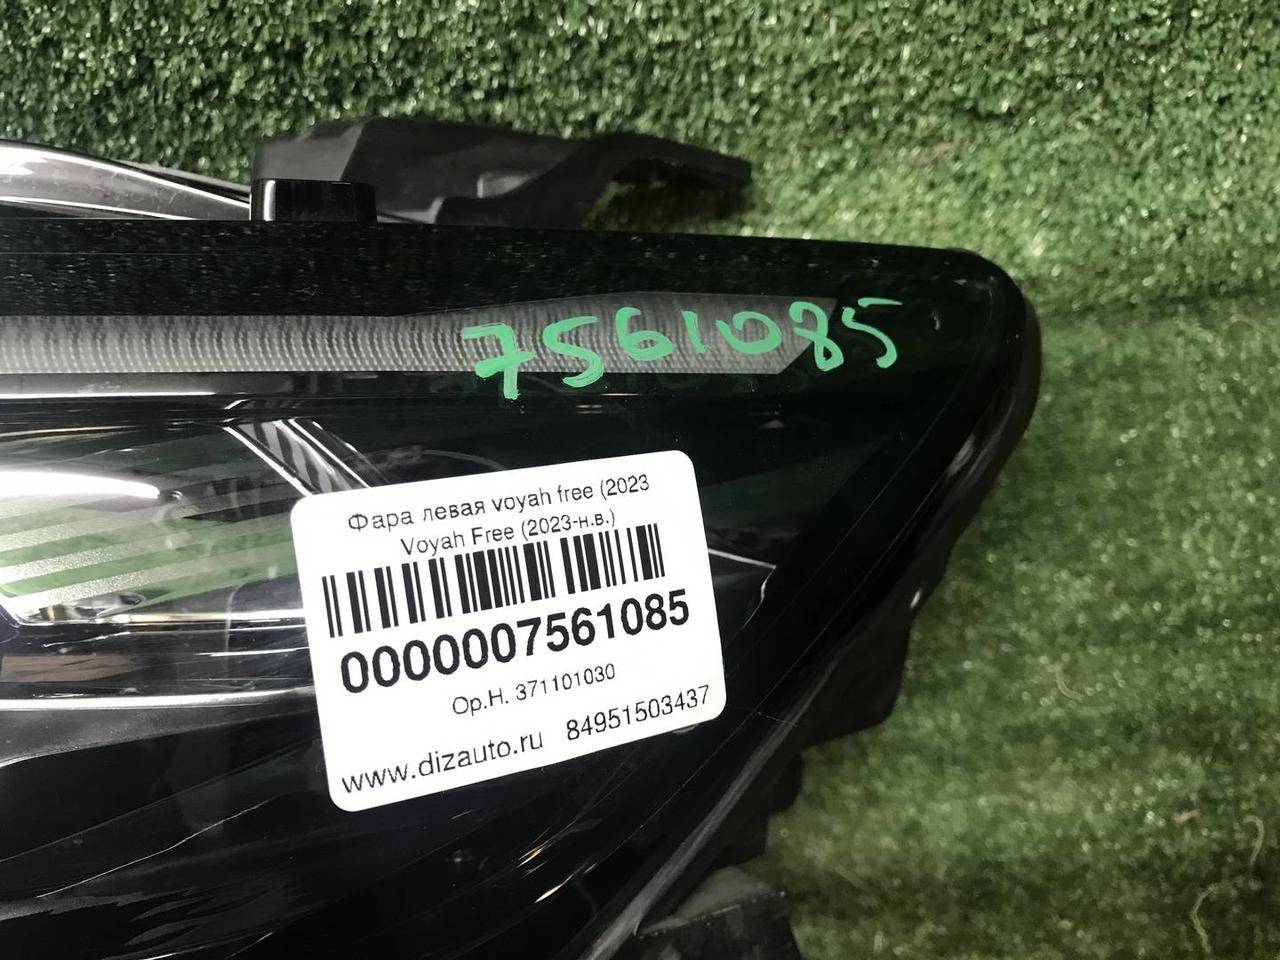 7561085
Фара левая voyah free (2023
Voyah Free (2023-н.в.)
0000007561085
Ор.Н. 371101030
www.dizauto.ru 84951503437